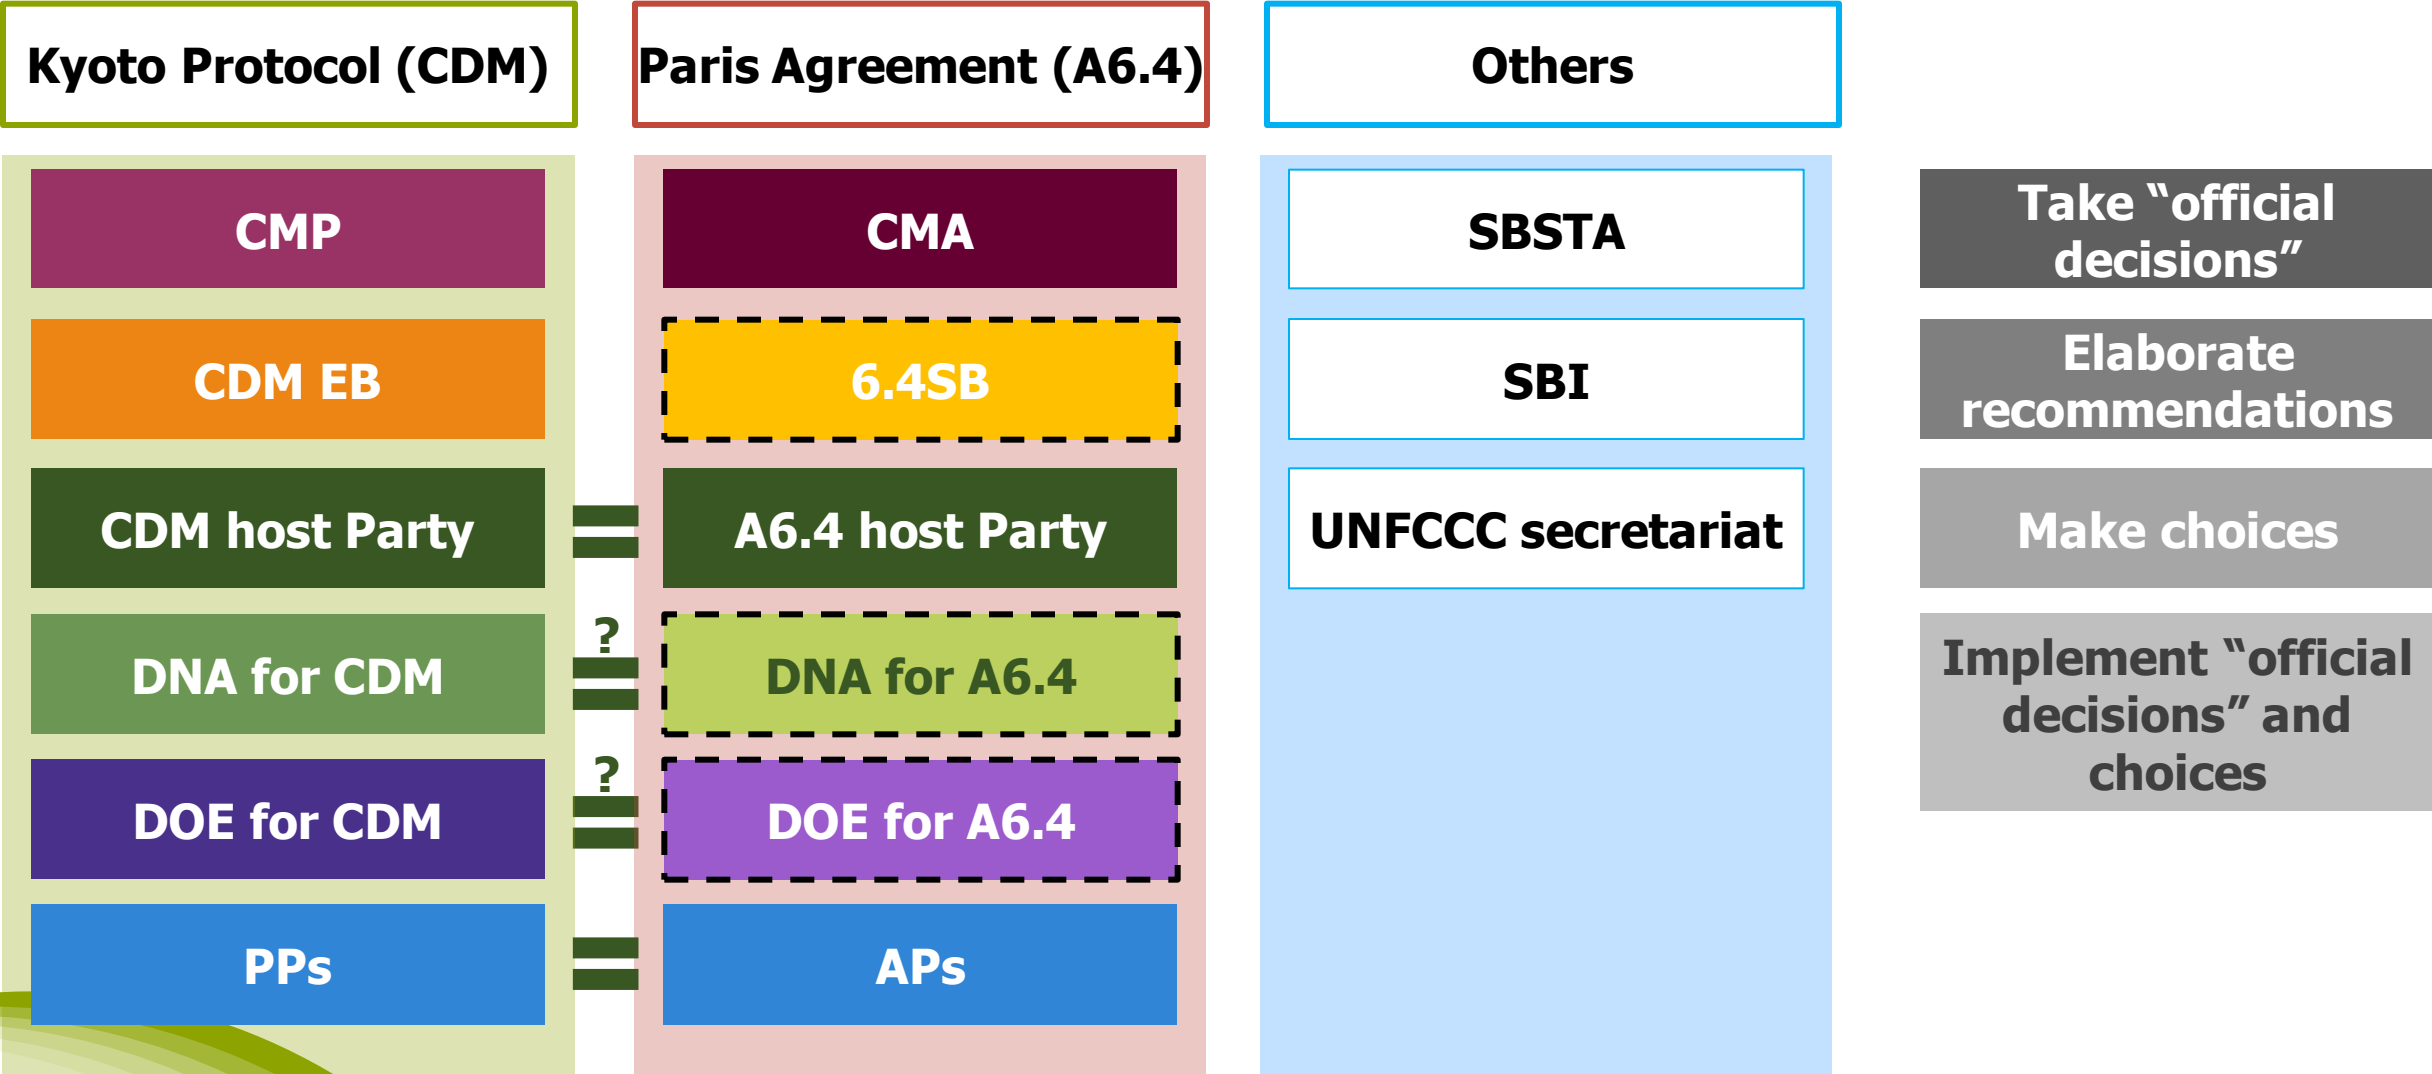 Kyoto Protocol (CDM)
Paris Agreement (A6.4)
Others
CMP
CMA
SBSTA
Take “official
decisions”
CDM EB
6.4SB
SBI
Elaborate
recommendations
CDM host Party
=
A6.4 host Party
UNFCCC secretariat
Make choices
DNA for CDM
?
=
DNA for A6.4
Implement “official
decisions” and
choices
DOE for CDM
?
=
DOE for A6.4
PPs
=
APs